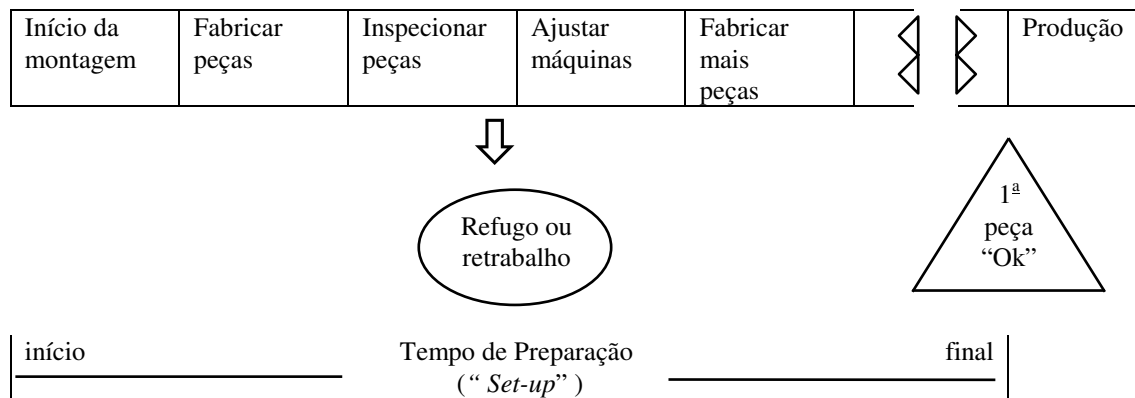 Início da
montagem
Fabricar
peças
Inspecionar
peças
Ajustar
máquinas
Fabricar
mais
peças
Produção
Refugo ou
retrabalho
1ª
peça
“Ok”
início
Tempo de Preparação
(“ Set-up” )
final